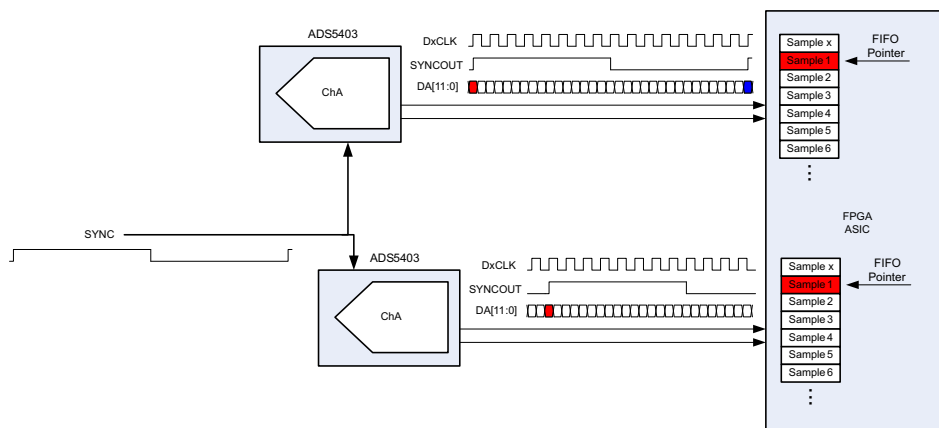 ADS5403
DxCLK
SYNCOUT
DA[11:0]
ChA
Sample x
Sample 1
Sample 2
Sample 3
Sample 4
Sample 5
Sample 6
FIFO
Pointer
SYNC
FPGA
ASIC
ADS5403
DxCLK
SYNCOUT
DA[11:0]
ChA
Sample x
Sample 1
Sample 2
Sample 3
Sample 4
Sample 5
Sample 6
FIFO
Pointer